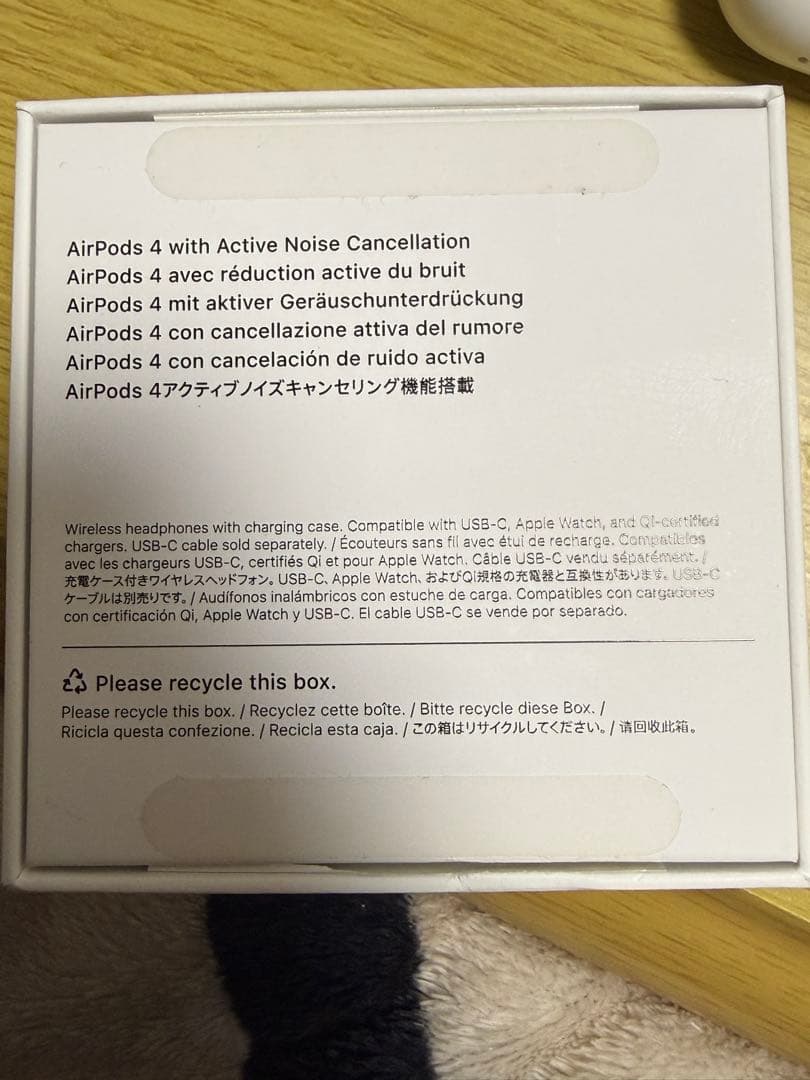 AirPods 4 with Active Noise Cancellation
AirPods 4 avec réduction active du bruit
AirPods 4 mit aktiver Geräuschunterdrückung
AirPods 4 con cancellazione attiva del rumore
AirPods 4 con cancelación de ruido activa
AirPods 4アクティブノイズキャンセリング機能搭載
Wireless headphones with charging case. Compatible with USB-C, Apple Watch, and Qi-certified
chargers. USB-C cable sold separately. / Écouteurs sans fil avec étui de recharge. Compatibles
avec les chargeurs USB-C, certifiés Qi et pour Apple Watch. Câble USB-C vendu séparément. /
充電ケース付きワイヤレスヘッドフォン。USB-C、Apple Watch、およびQi規格の充電器と互換性があります。USB-C
ケーブルは別売りです。/ Audífonos inalámbricos con estuche de carga. Compatibles con cargadores
con certificación Qi, Apple Watch y USB-C. El cable USB-C se vende por separado.
Please recycle this box.
Please recycle this box. / Recyclez cette boîte. / Bitte recycle diese Box. /
Ricicla questa confezione. / Recicla esta caja. / この箱はリサイクルしてください。/ 请回收此箱。